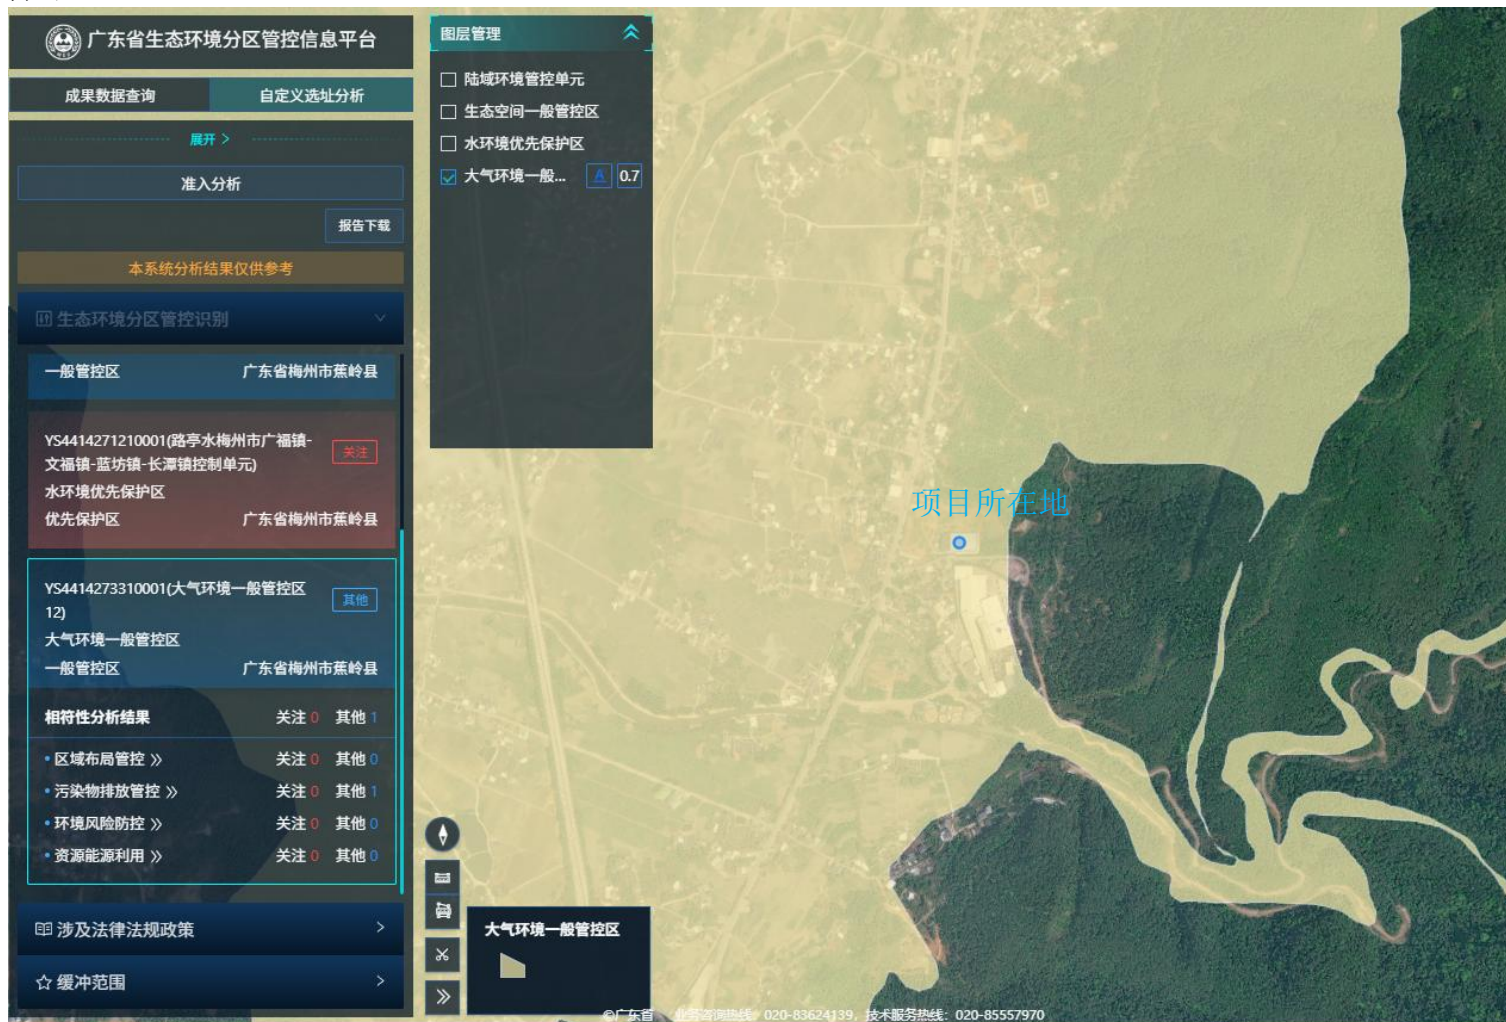 广东省生态环境分区管控信息平台
成果数据查询
自定义选址分析
展开 >
准入分析
报告下载
本系统分析结果仅供参考
生态环境分区管控识别
一般管控区 广东省梅州市蕉岭县
YS4414271210001(路亭水梅州市广福镇-
文福镇-蓝坊镇-长潭镇控制单元)
关注
水环境优先保护区
优先保护区 广东省梅州市蕉岭县
YS4414273310001(大气环境一般管控区
12)
其他
大气环境一般管控区
一般管控区 广东省梅州市蕉岭县
相符性分析结果 关注 0 其他 1
• 区域布局管控 » 关注 0 其他 0
• 污染物排放管控 » 关注 0 其他 1
• 环境风险防控 » 关注 0 其他 0
• 资源能源利用 » 关注 0 其他 0
涉及法律法规政策 >
缓冲范围 >
图层管理
陆域环境管控单元
生态空间一般管控区
水环境优先保护区
大气环境一般... A 0.7
项目所在地
大气环境一般管控区
©广东省 业务咨询热线: 020-83624139, 技术服务热线: 020-85557970